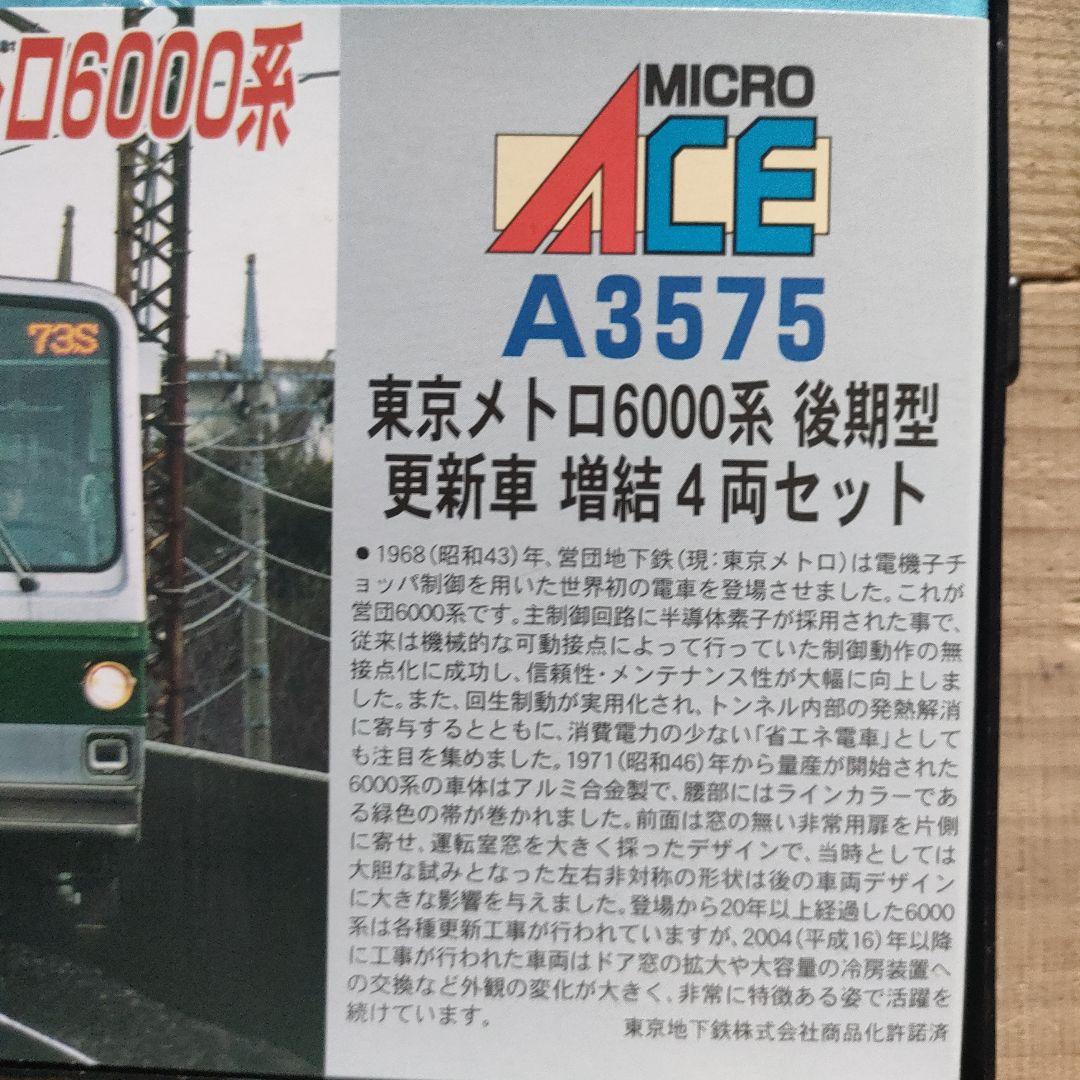 ロ6000系
73S
MICRO
ACE
A3575
東京メトロ6000系 後期型
更新車 増結4両セット
● 1968(昭和43)年、営団地下鉄(現:東京メトロ)は電機子チ
ョッパ制御を用いた世界初の電車を登場させました。これが
営団6000系です。主制御回路に半導体素子が採用された事で、
従来は機械的な可動接点によって行っていた制御動作の無
接点化に成功し、信頼性・メンテナンス性が大幅に向上しま
した。また、回生制動が実用化され、トンネル内部の発熱解消
に寄与するとともに、消費電力の少ない「省エネ電車」として
も注目を集めました。1971(昭和46)年から量産が開始された
6000系の車体はアルミ合金製で、腰部にはラインカラーであ
る緑色の帯が巻かれました。前面は窓の無い非常用扉を片側
に寄せ、運転室窓を大きく採ったデザインで、当時としては
大胆な試みとなった左右非対称の形状は後の車両デザイン
に大きな影響を与えました。登場から20年以上経過した6000
系は各種更新工事が行われていますが、2004(平成16)年以降
に工事が行われた車両はドア窓の拡大や大容量の冷房装置へ
の交換など外観の変化が大きく、非常に特徴ある姿で活躍を
続けています。
東京地下鉄株式会社商品化許諾済